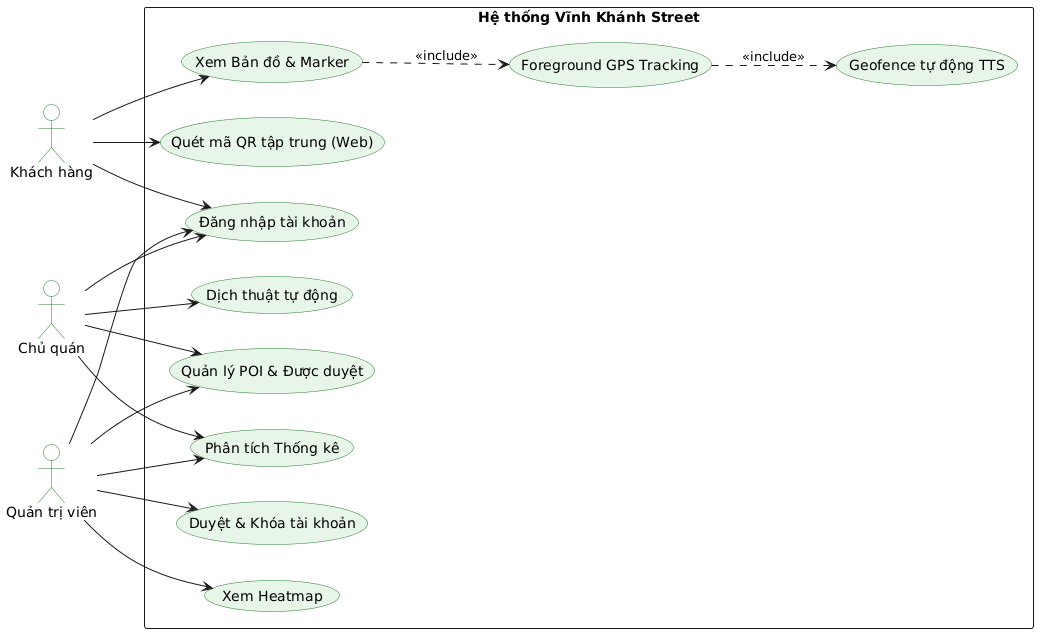 Hệ thống Vĩnh Khánh Street
Xem Bản đồ & Marker
«include»
Foreground GPS Tracking
«include»
Geofence tự động TTS
Khách hàng
Quét mã QR tập trung (Web)
Đăng nhập tài khoản
Dịch thuật tự động
Chủ quán
Quản lý POI & Được duyệt
Phân tích Thống kê
Quản trị viên
Duyệt & Khóa tài khoản
Xem Heatmap